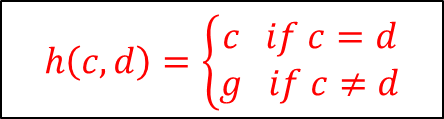 h(c, d) = { c if c = d
g if c ≠ d